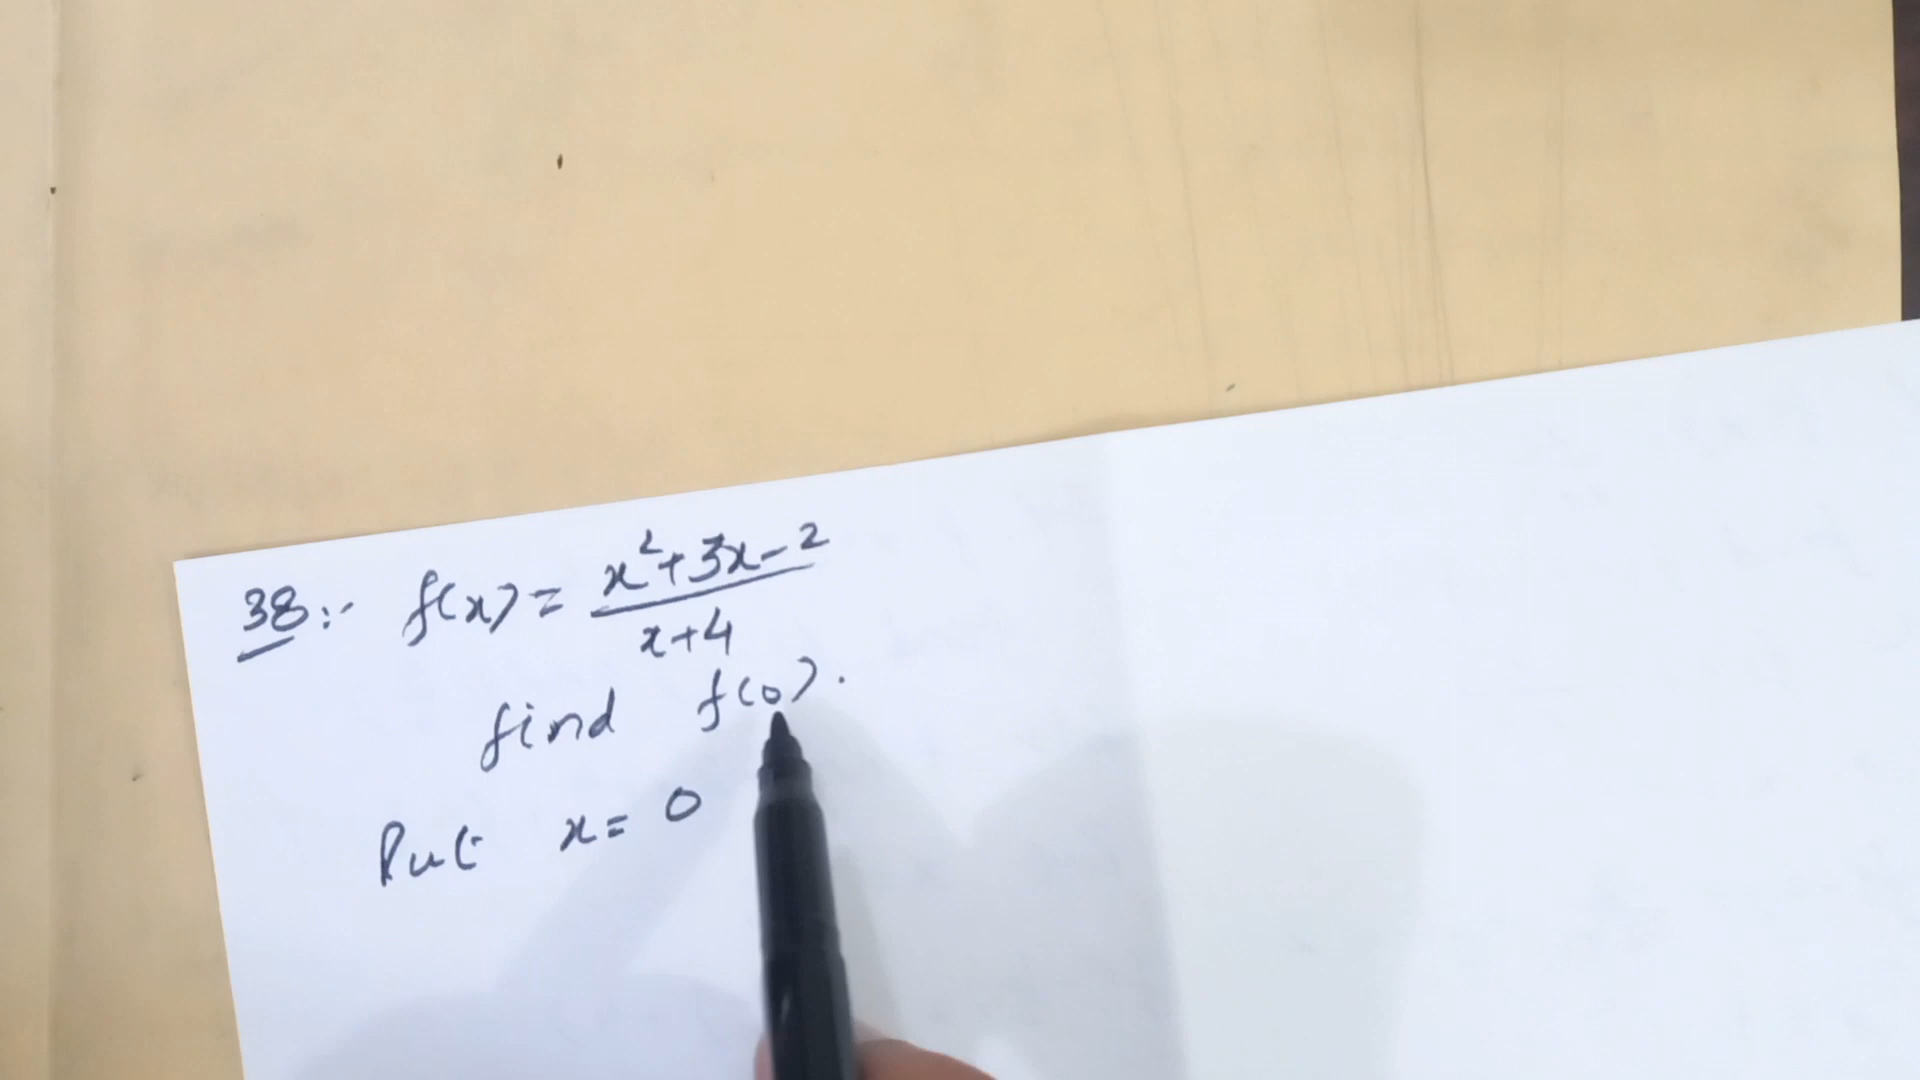 38:- f(x) = x²+3x-2 / x+4
find f(0).
Put x = 0